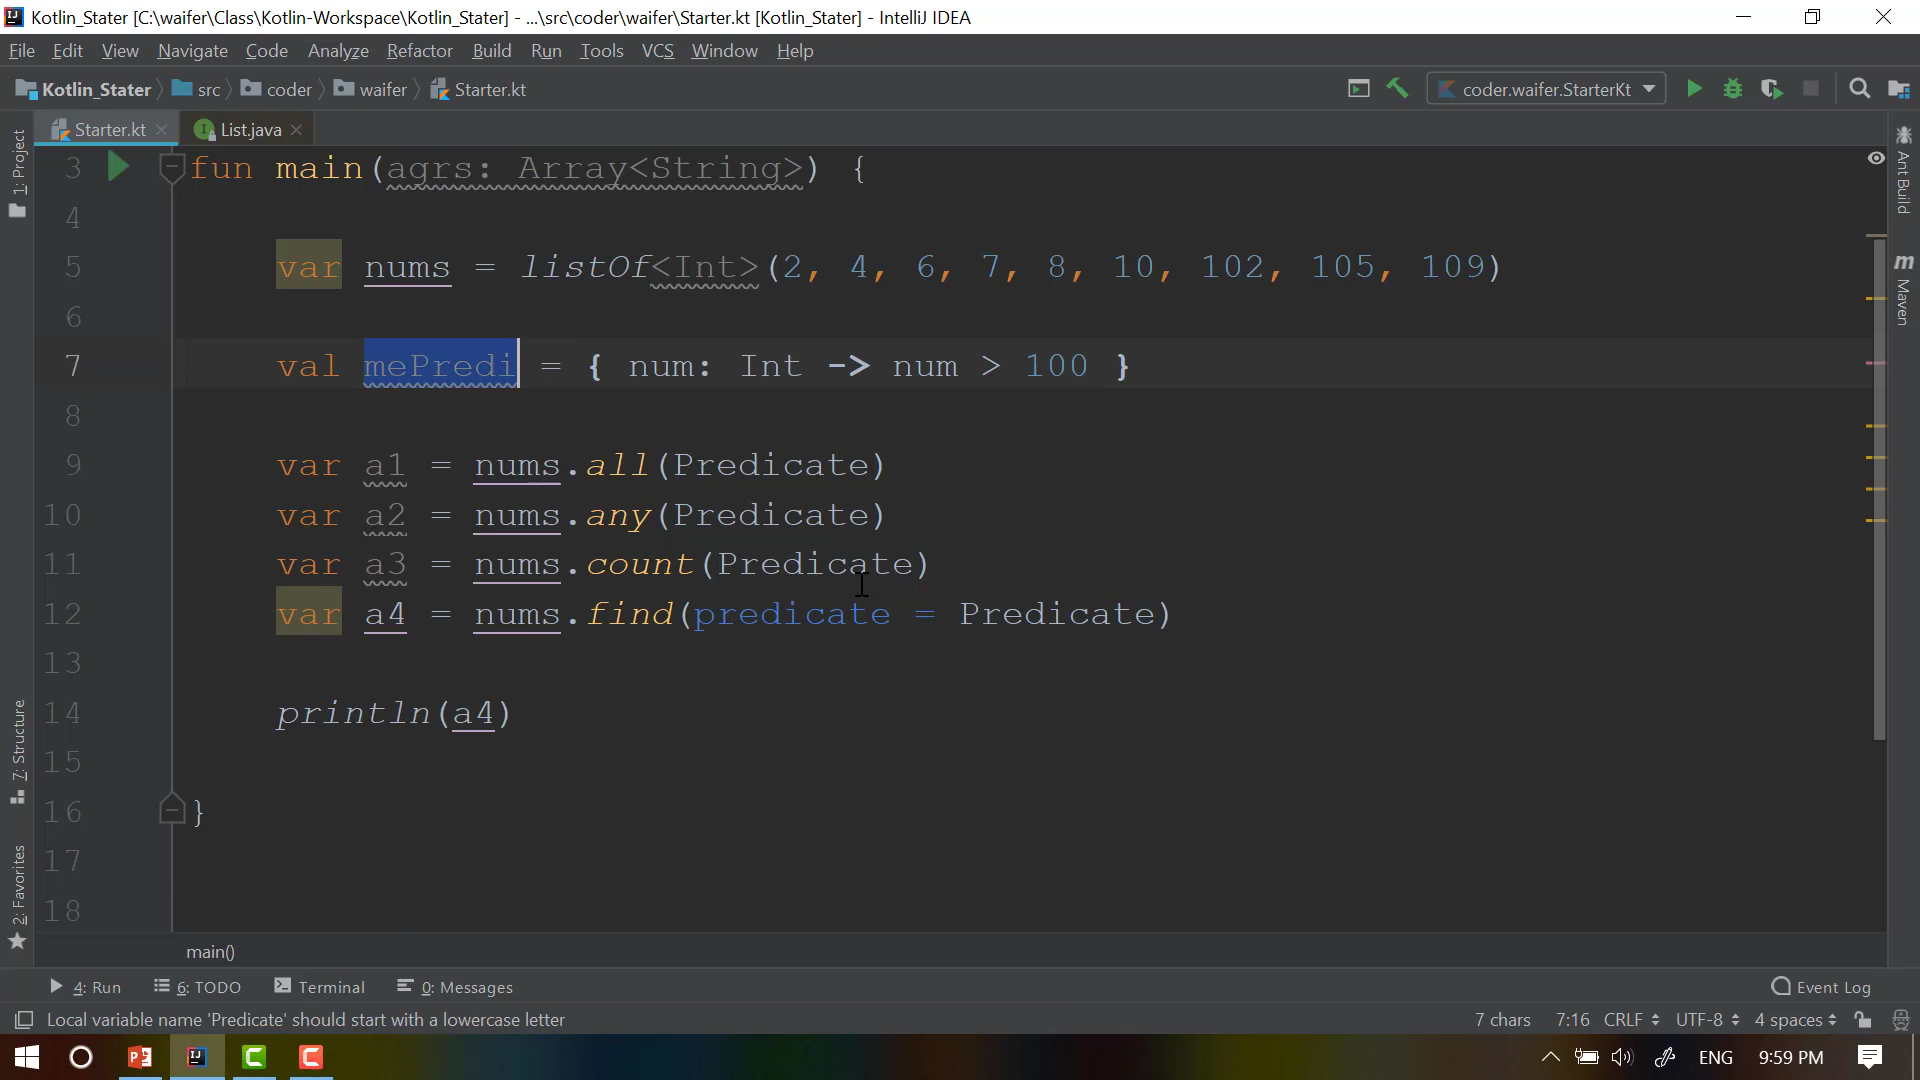 Kotlin_Stater [C:\waifer\Class\Kotlin-Workspace\Kotlin_Stater] - ...\src\coder\waifer\Starter.kt [Kotlin_Stater] - IntelliJ IDEA
File Edit View Navigate Code Analyze Refactor Build Run Tools VCS Window Help
Kotlin_Stater src coder waifer Starter.kt coder.waifer.StarterKt
Starter.kt List.java
1: Project
7: Structure
2: Favorites
Ant Build
m Maven
3 fun main(agrs: Array<String>) {
4
5 var nums = listOf<Int>(2, 4, 6, 7, 8, 10, 102, 105, 109)
6
7 val mePredi = { num: Int -> num > 100 }
8
9 var a1 = nums.all(Predicate)
10 var a2 = nums.any(Predicate)
11 var a3 = nums.count(Predicate)
12 var a4 = nums.find(predicate = Predicate)
13
14 println(a4)
15
16 }
17
18
main()
4: Run 6: TODO Terminal 0: Messages Event Log
Local variable name 'Predicate' should start with a lowercase letter 7 chars 7:16 CRLF UTF-8 4 spaces
ENG 9:59 PM